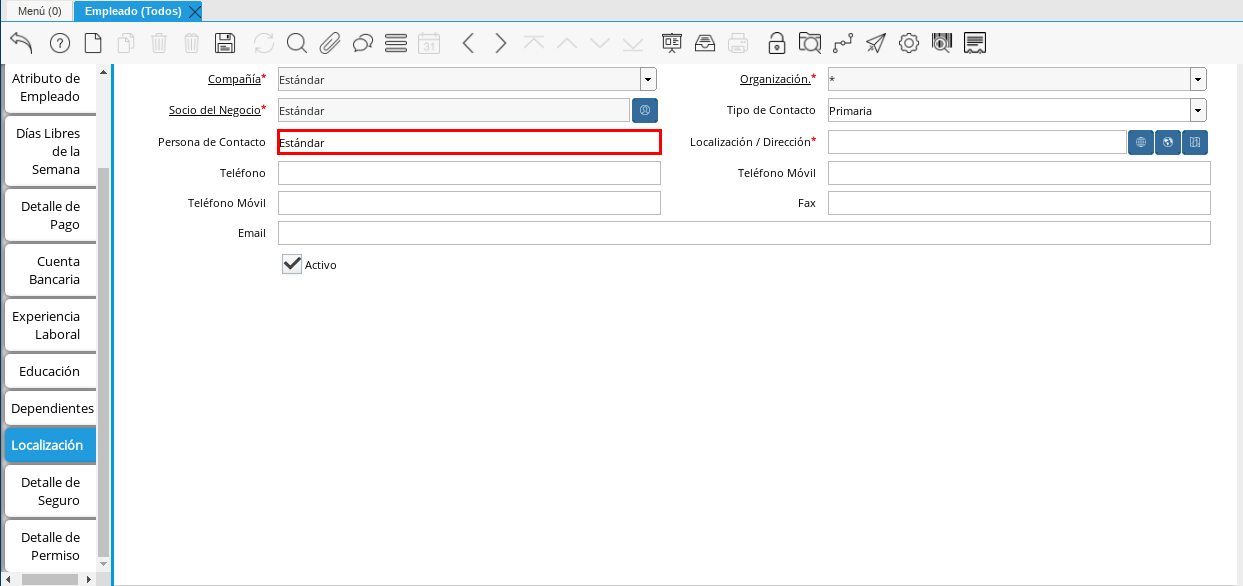 Menú (0)
Empleado (Todos)
31
Atributo de
Empleado
Días Libres
de la
Semana
Detalle de
Pago
Cuenta
Bancaria
Experiencia
Laboral
Educación
Dependientes
Localización
Detalle de
Seguro
Detalle de
Permiso
Compañía* Estándar Organización.* *
Socio del Negocio* Estándar Tipo de Contacto Primaria
Persona de Contacto Estándar Localización / Dirección*
Teléfono Teléfono Móvil
Teléfono Móvil Fax
Email
Activo